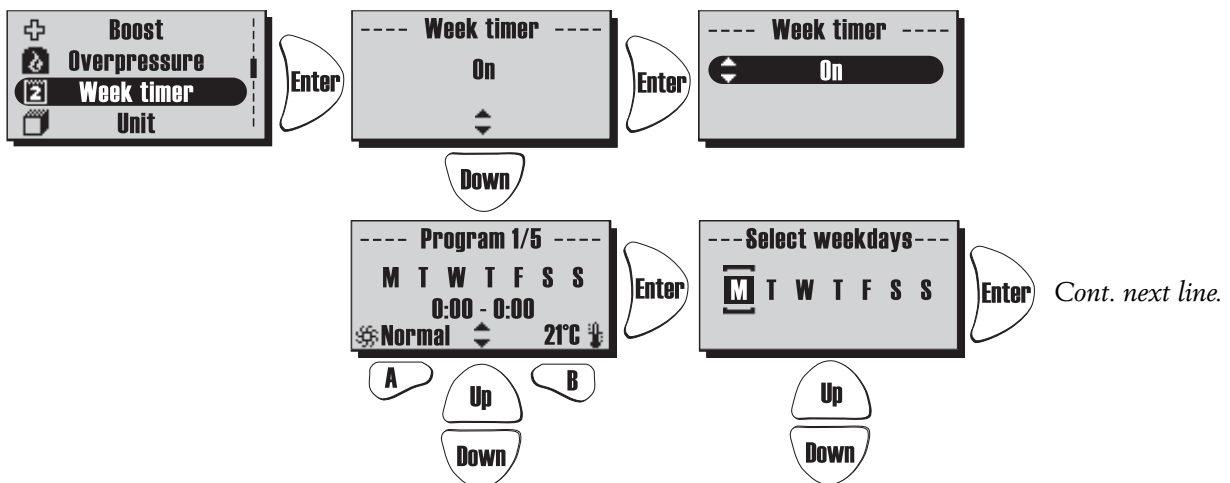 Boost
Overpressure
2 Week timer
Unit
Enter
---- Week timer ----
On
Enter
Down
---- Week timer ----
On
---- Program 1/5 ----
M T W T F S S
0:00 - 0:00
Normal 21°C
A
B
Up
Down
Enter
---Select weekdays---
M T W T F S S
Up
Down
Enter
Cont. next line.